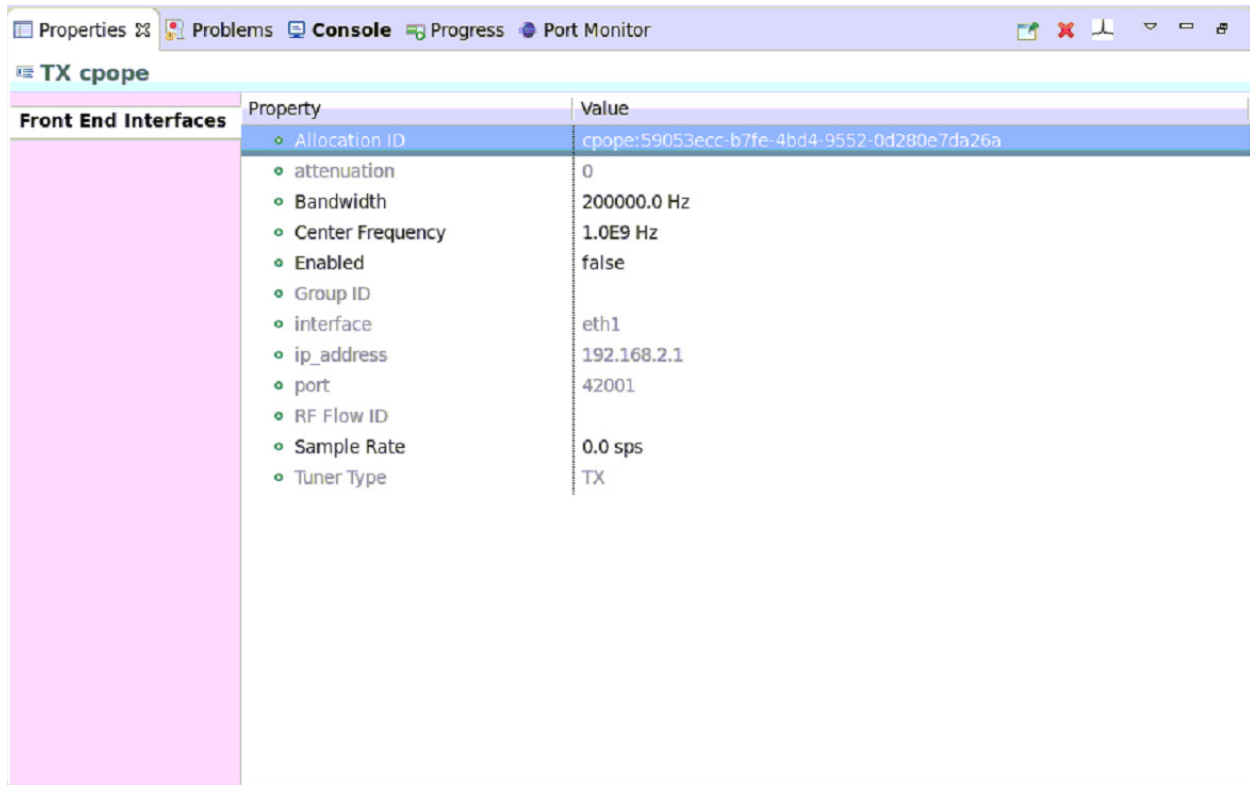 Properties Problems Console Progress Port Monitor
TX cpope
Front End Interfaces
Property Value
Allocation ID cpope:59053ecc-b7fe-4bd4-9552-0d280e7da26a
attenuation 0
Bandwidth 200000.0 Hz
Center Frequency 1.0E9 Hz
Enabled false
Group ID
interface eth1
ip_address 192.168.2.1
port 42001
RF Flow ID
Sample Rate 0.0 sps
Tuner Type TX